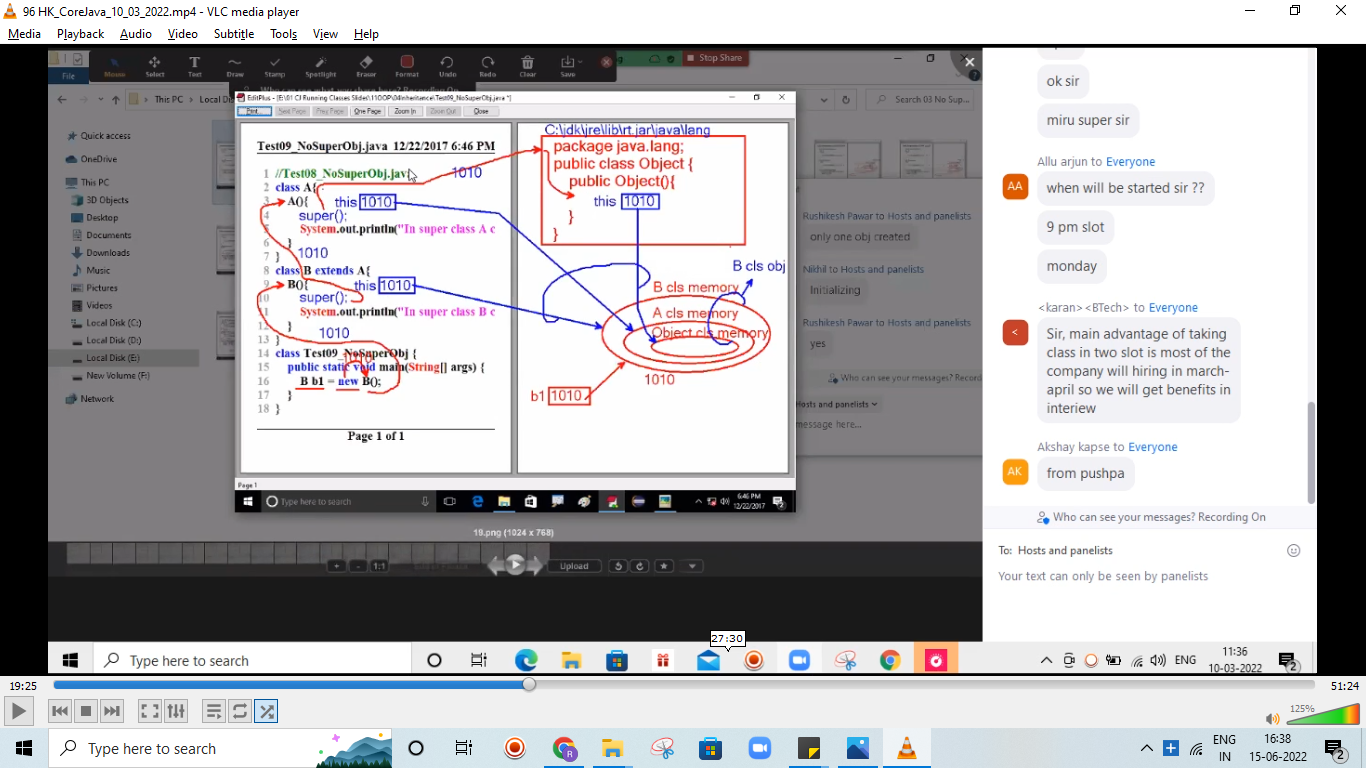 96 HK_CoreJava_10_03_2022.mp4 - VLC media player
Media Playback Audio Video Subtitle Tools View Help
Mouse Select Text Draw Stamp Spotlight Eraser Format Undo Redo Clear Save
Stop Share
File
This PC
Local Di
Search 03 No Sup...
Quick access
OneDrive
This PC
3D Objects
Desktop
Documents
Downloads
Music
Pictures
Videos
Local Disk (C:)
Local Disk (D:)
Local Disk (E:)
New Volume (F:)
Network
Print... Next Page Prev Page One Page Zoom In Zoom Out Close
Test09_NoSuperObj.java 12/22/2017 6:46 PM
1 //Test08_NoSuperObj.java
1010
2 class A{
3 A(){
this 1010
4 super();
5 System.out.println("In super class A c
6 }
7 }
1010
8 class B extends A{
9 B(){
this 1010
10 super();
11 System.out.println("In super class B c
12 }
1010
13 }
14 class Test09_NoSuperObj {
1010
15 public static void main(String[] args) {
16 B b1 = new B();
17 }
18 }
Page 1 of 1
C:\jdk\jre\lib\rt.jar\java\lang
package java.lang;
public class Object {
public Object(){
this 1010
}
}
B cls obj
B cls memory
A cls memory
Object cls memory
1010
b1 1010
Page 1
Type here to search
6:46 PM
12/22/2017
19.png (1024 x 768)
1:1
Upload
Rushikesh Pawar to Hosts and panelists
only one obj created
Nikhil to Hosts and panelists
Initializing
Rushikesh Pawar to Hosts and panelists
yes
Who can see your messages? Record
Hosts and panelists
message here...
ok sir
miru super sir
Allu arjun to Everyone
AA
when will be started sir ??
9 pm slot
monday
<karan> <BTech> to Everyone
<
Sir, main advantage of taking
class in two slot is most of the
company will hiring in march-
april so we will get benefits in
interiew
Akshay kapse to Everyone
AK
from pushpa
Who can see your messages? Recording On
To: Hosts and panelists
Your text can only be seen by panelists
27:30
Type here to search
ENG
11:36
10-03-2022
2
19:25
51:24
125%
Type here to search
ENG
IN
16:38
15-06-2022
2